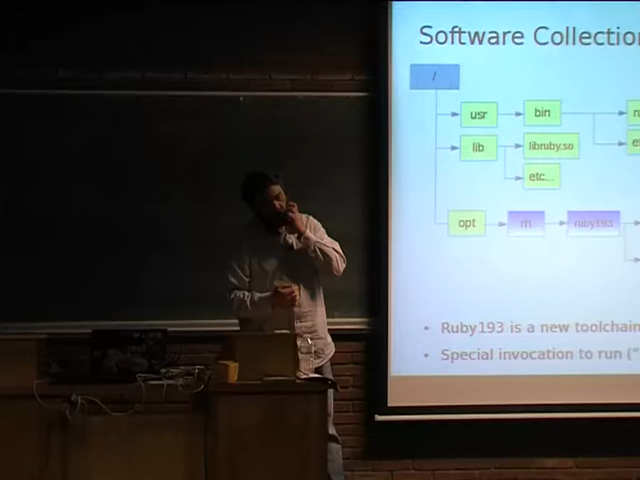 Software Collection
/
usr
bin
ru
lib
libruby.so
etc...
opt
rh
ruby193
• Ruby193 is a new toolchain
• Special invocation to run ("